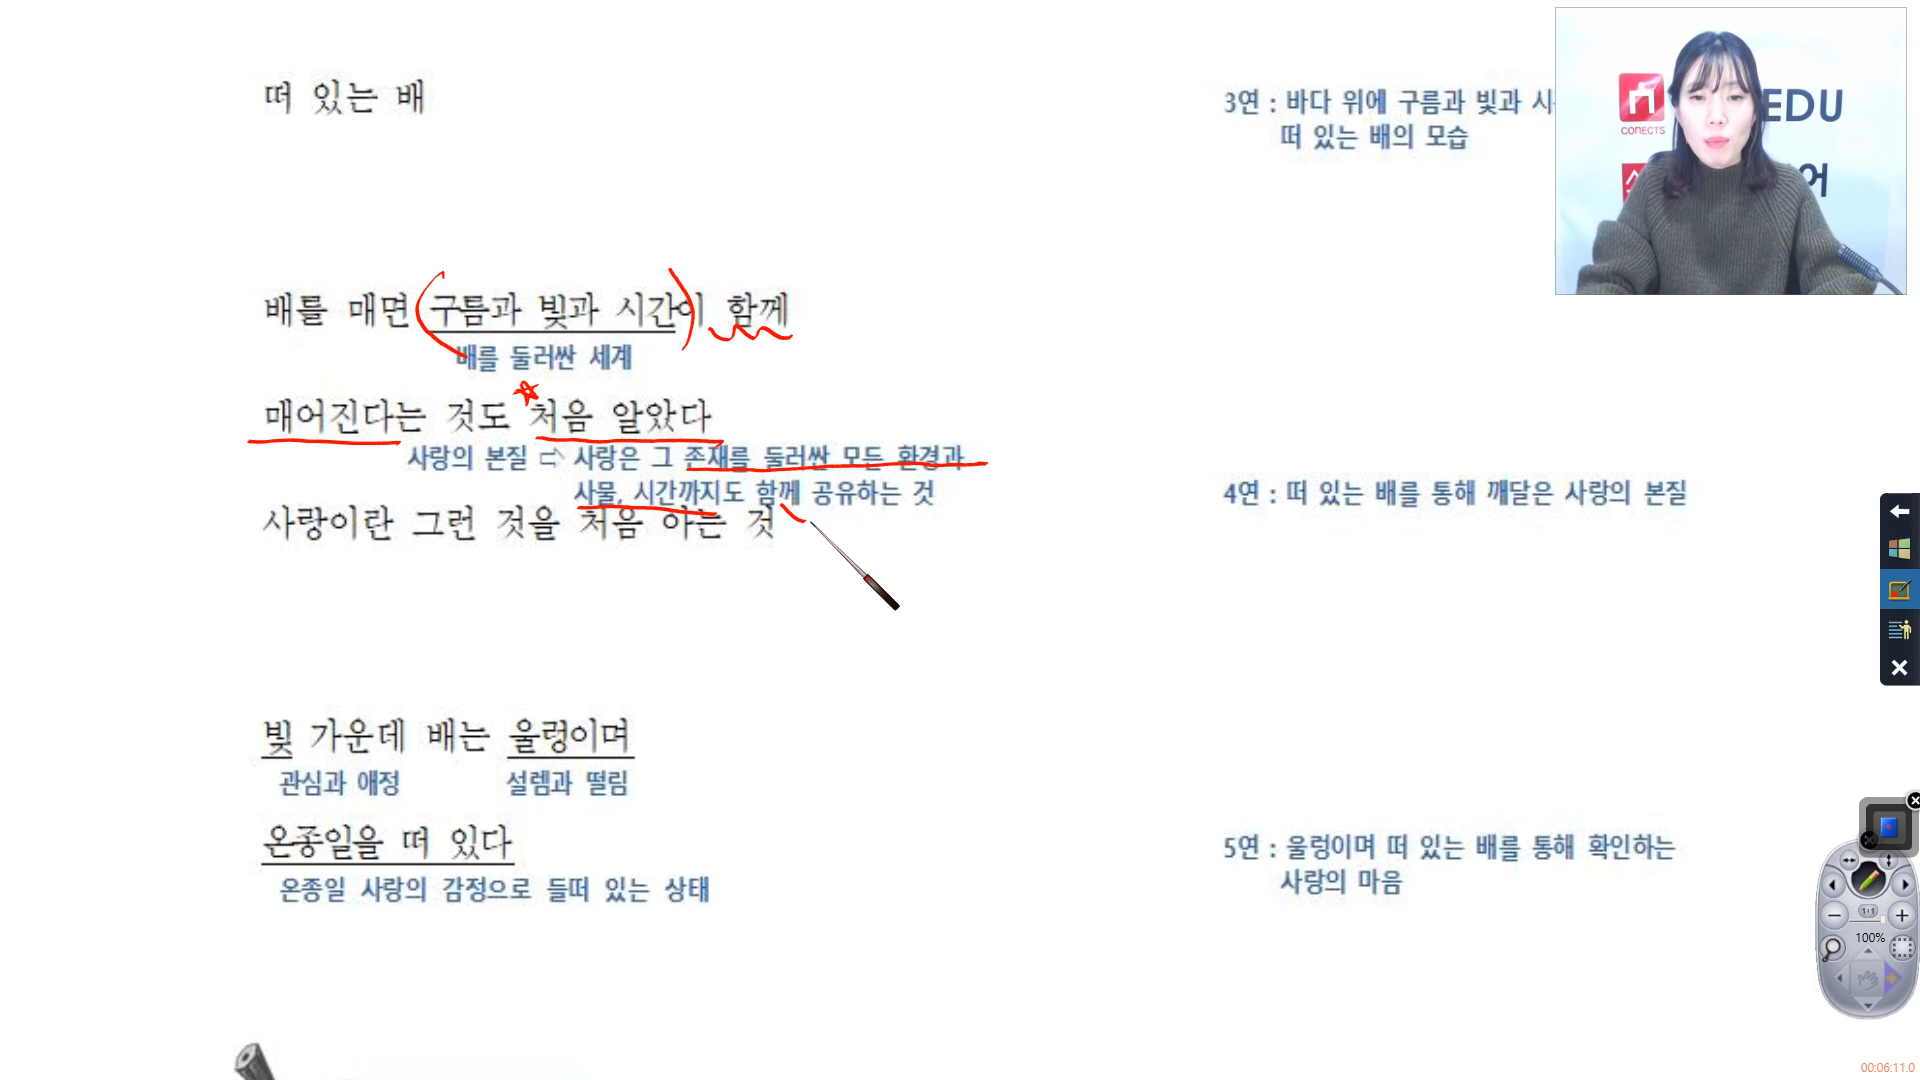 떠 있는 배
3연 : 바다 위에 구름과 빛과 시
떠 있는 배의 모습
배를 매면 구름과 빛과 시간이 함께
배를 둘러싼 세계
매어진다는 것도 처음 알았다
사랑의 본질 ⇨ 사랑은 그 존재를 둘러싼 모든 환경과
사물, 시간까지도 함께 공유하는 것
4연 : 떠 있는 배를 통해 깨달은 사랑의 본질
사랑이란 그런 것을 처음 아는 것
빛 가운데 배는 울렁이며
관심과 애정 설렘과 떨림
온종일을 떠 있다
온종일 사랑의 감정으로 들떠 있는 상태
5연 : 울렁이며 떠 있는 배를 통해 확인하는
사랑의 마음
CONECTS
EDU
어
1:1
100%
00:06:11.0